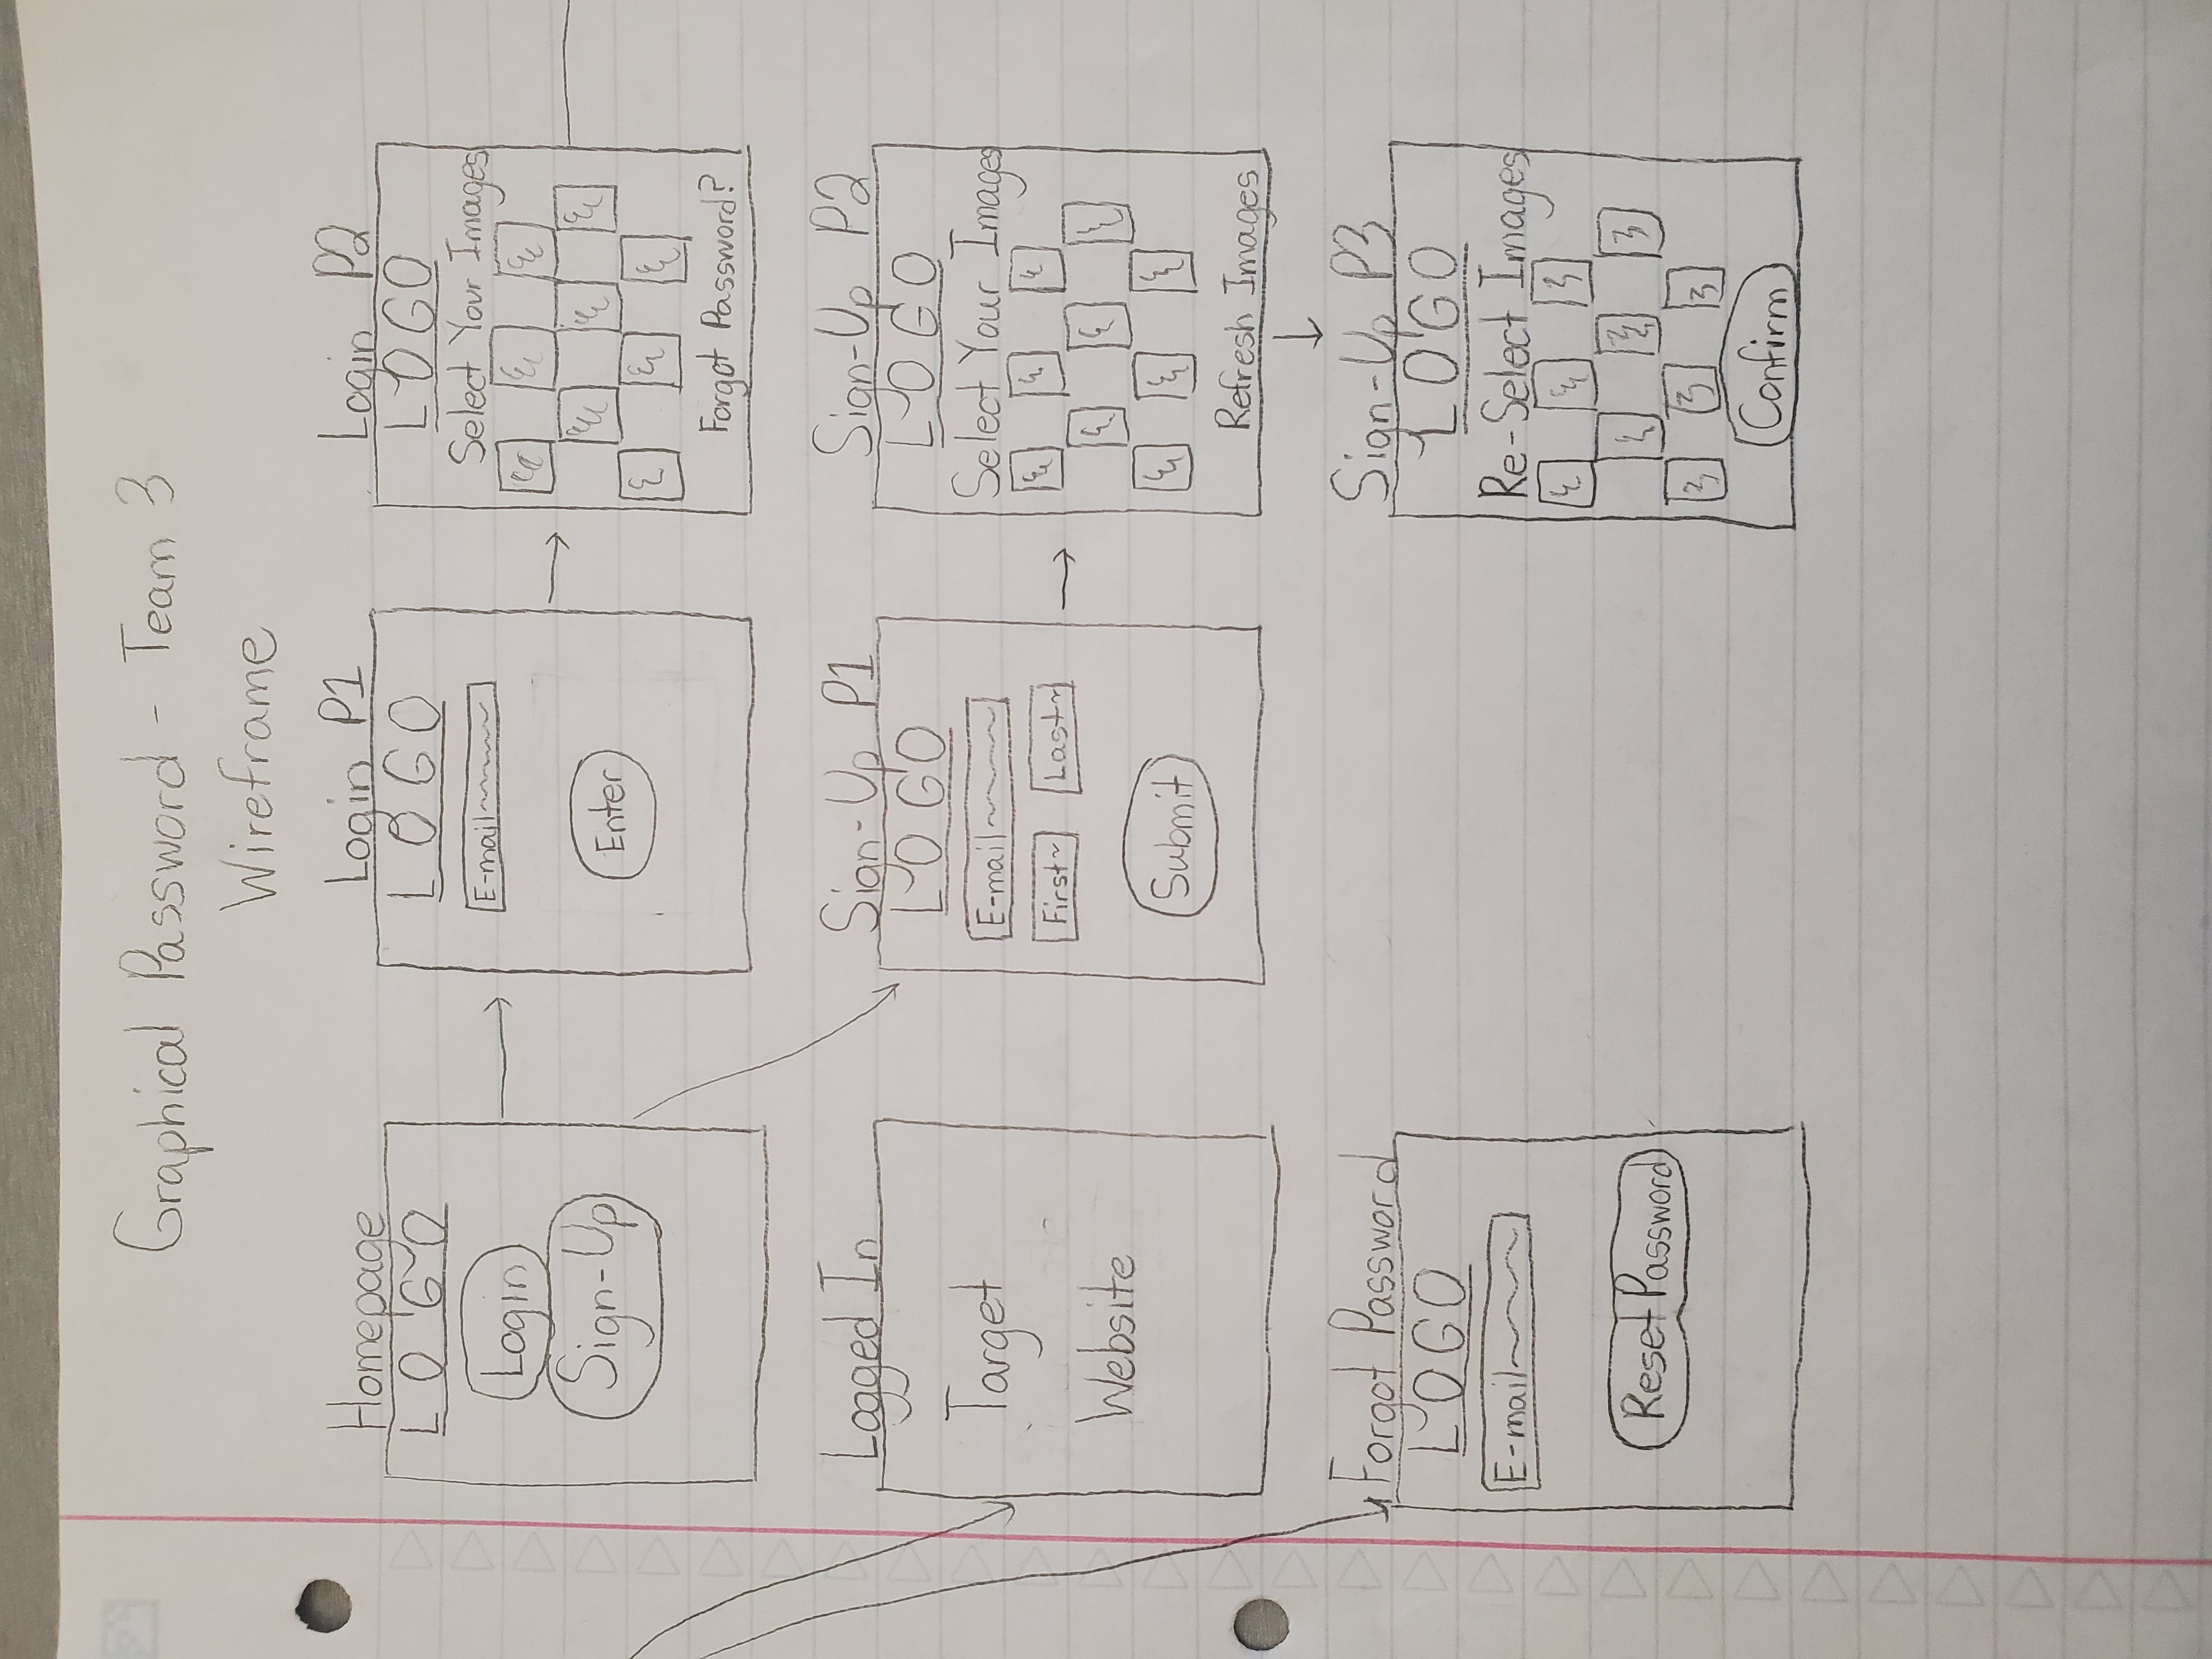 Graphical Password - Team 3
Wireframe
Homepage
LOGO
Login
Sign-Up
Login P1
LOGO
E-mail
Enter
Login P2
LOGO
Select Your Images
Forgot Password?
Logged In
Target
Website
Sign-Up P1
LOGO
E-mail
First
Last
Submit
Sign-Up P2
LOGO
Select Your Images
Refresh Images
Forgot Password
LOGO
E-mail
Reset Password
Sign-Up P3
LOGO
Re-Select Images
Confirm